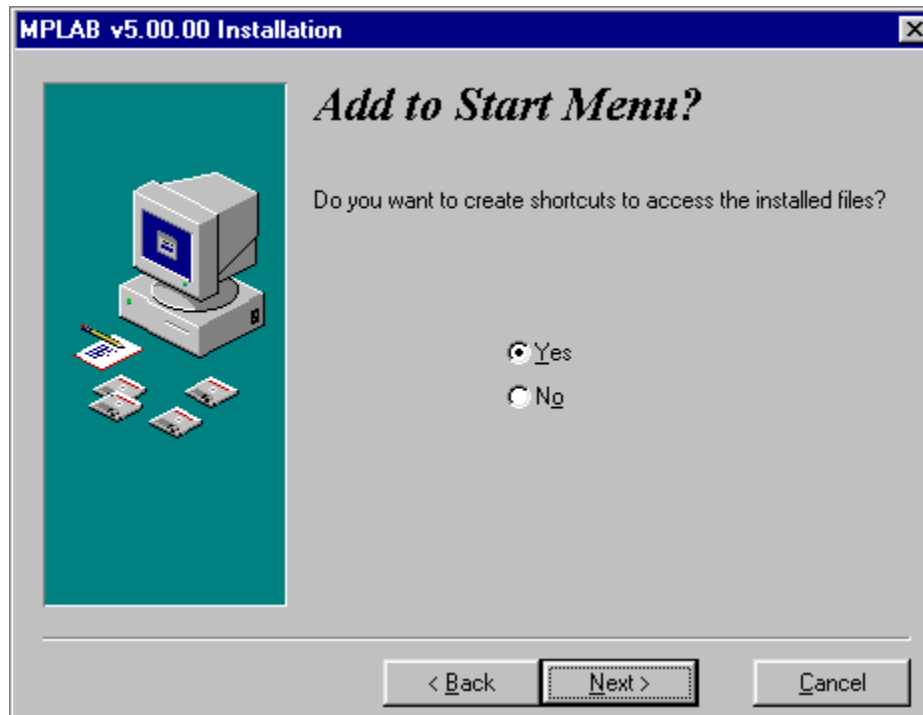 MPLAB v5.00.00 Installation
Add to Start Menu?
Do you want to create shortcuts to access the installed files?
Yes
No
< Back Next > Cancel